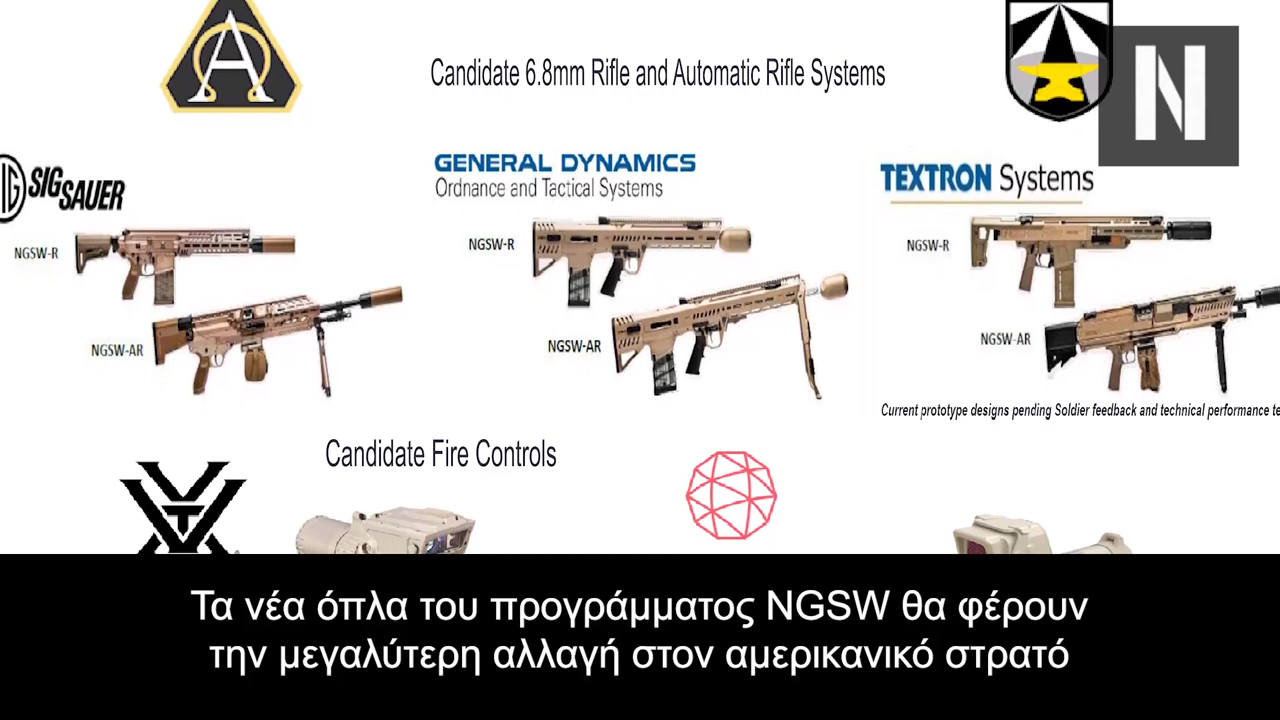 Candidate 6.8mm Rifle and Automatic Rifle Systems
N
IG SIG SAUER
GENERAL DYNAMICS
Ordnance and Tactical Systems
TEXTRON Systems
NGSW-R
NGSW-R
NGSW-R
NGSW-AR
NGSW-AR
NGSW-AR
Current prototype designs pending Soldier feedback and technical performance te
Candidate Fire Controls
Τα νέα όπλα του προγράμματος NGSW θα φέρουν
την μεγαλύτερη αλλαγή στον αμερικανικό στρατό